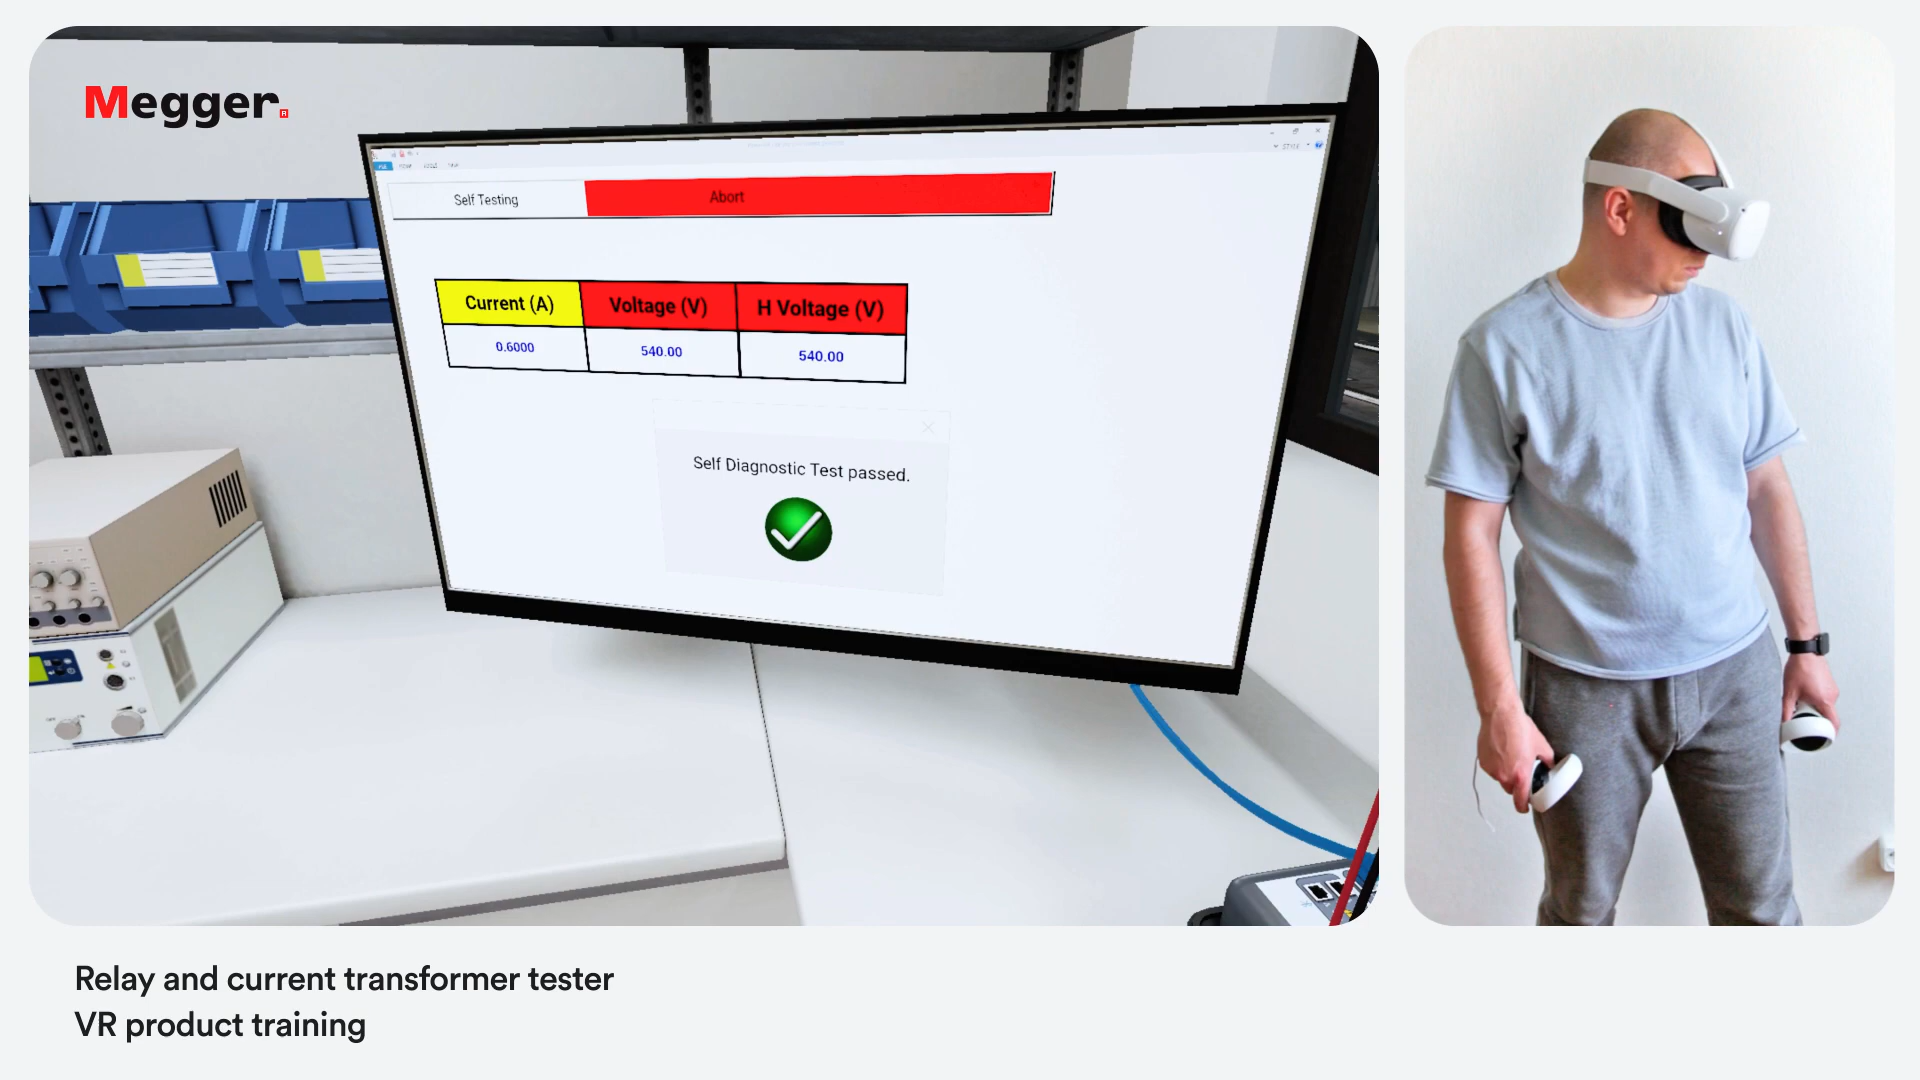 Megger.
Self Testing
Abort
Current (A) Voltage (V) H Voltage (V)
0.6000 540.00 540.00
Self Diagnostic Test passed.
Relay and current transformer tester
VR product training